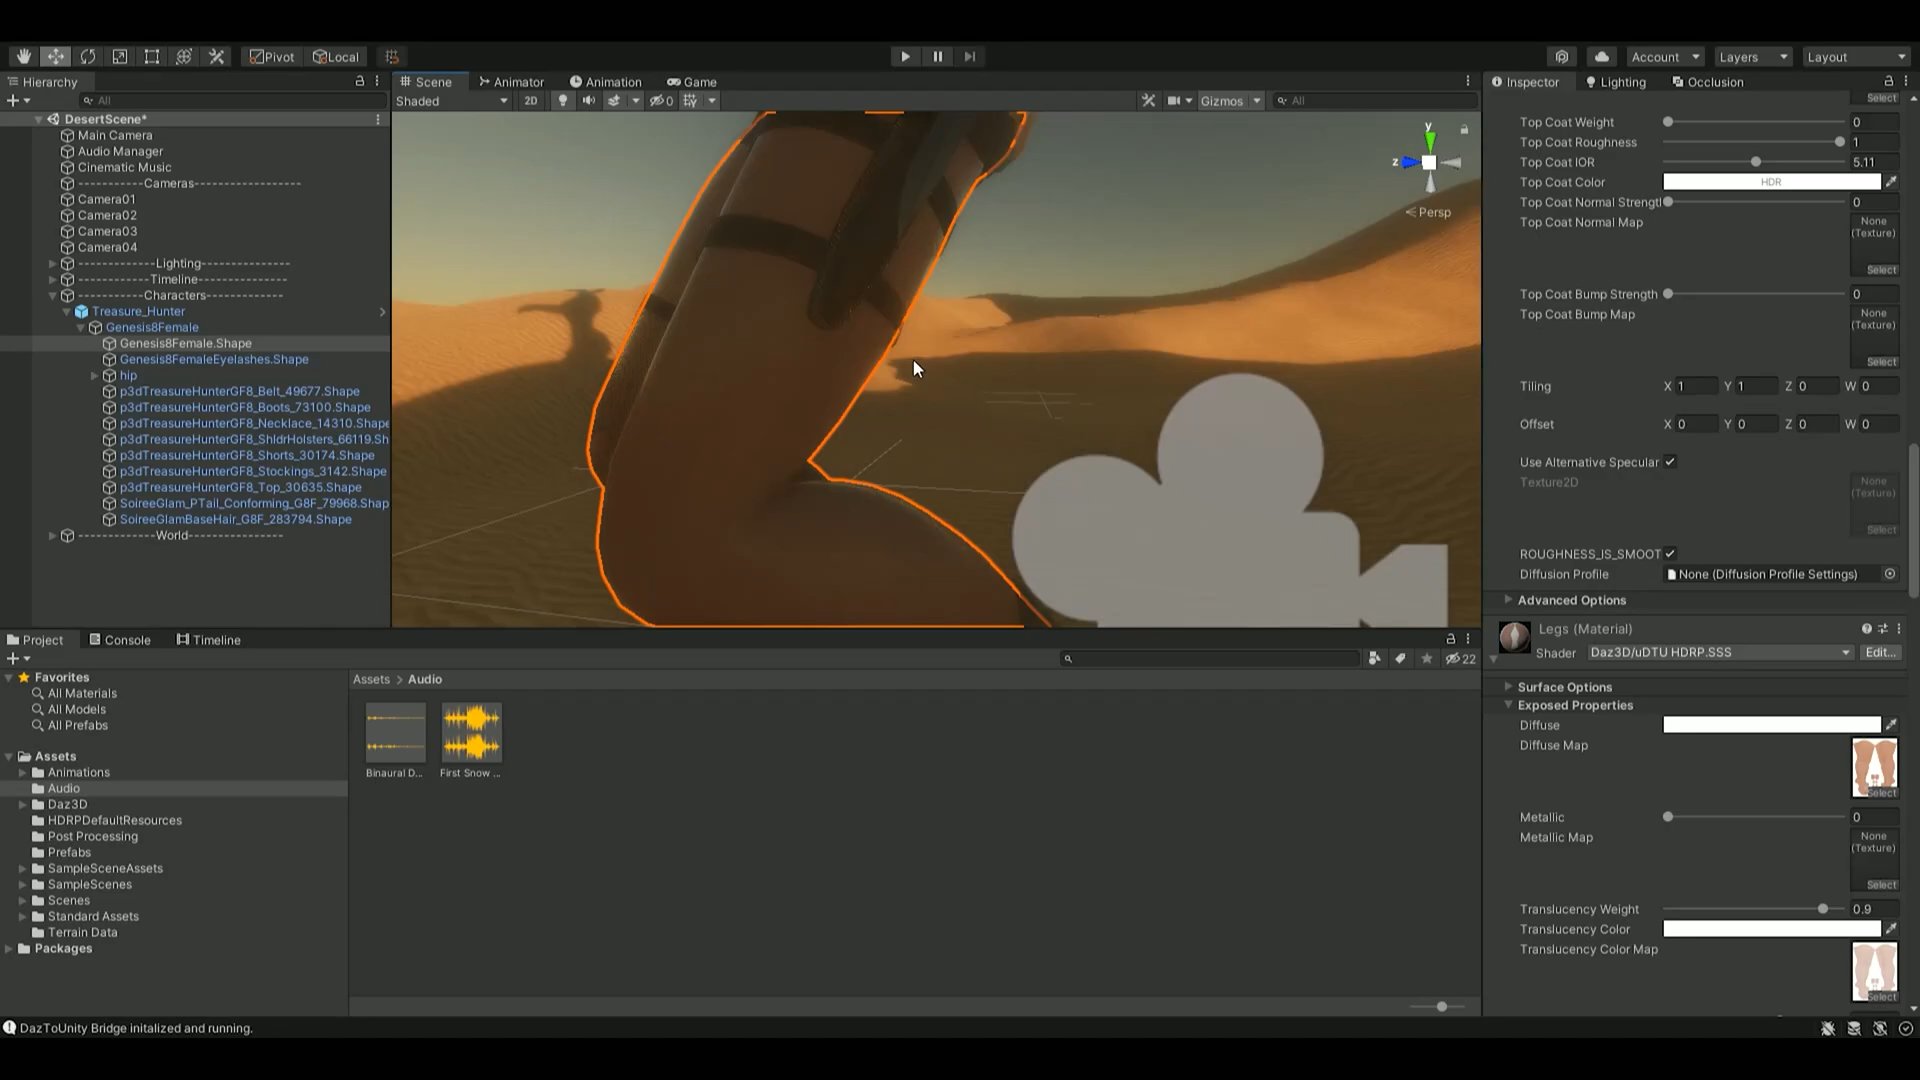 Pivot Local Account Layers Layout
Hierarchy Scene Animator Animation Game Inspector Lighting Occlusion
All Shaded 2D 0 Gizmos All Select
DesertScene*
Main Camera
Audio Manager
Cinematic Music
-----------Cameras------------------
Camera01
Camera02
Camera03
Camera04
------------Lighting----------------
------------Timeline----------------
-----------Characters---------------
Treasure_Hunter
Genesis8Female
Genesis8Female.Shape
Genesis8FemaleEyelashes.Shape
hip
p3dTreasureHunterGF8_Belt_49677.Shape
p3dTreasureHunterGF8_Boots_73100.Shape
p3dTreasureHunterGF8_Necklace_14310.Shape
p3dTreasureHunterGF8_ShldrHolsters_66119.Sh
p3dTreasureHunterGF8_Shorts_30174.Shape
p3dTreasureHunterGF8_Stockings_3142.Shape
p3dTreasureHunterGF8_Top_30635.Shape
SoireeGlam_PTail_Conforming_G8F_79968.Shap
SoireeGlamBaseHair_G8F_283794.Shape
------------World----------------
y
z
Persp
Top Coat Weight 0
Top Coat Roughness 1
Top Coat IOR 5.11
Top Coat Color HDR
Top Coat Normal Strengtl 0
Top Coat Normal Map None
(Texture)
Select
Top Coat Bump Strength 0
Top Coat Bump Map None
(Texture)
Select
Tiling X 1 Y 1 Z 0 W 0
Offset X 0 Y 0 Z 0 W 0
Use Alternative Specular
Texture2D None
(Texture)
Select
ROUGHNESS_IS_SMOOT
Diffusion Profile None (Diffusion Profile Settings)
Advanced Options
Legs (Material)
Shader Daz3D/uDTU HDRP.SSS Edit...
Surface Options
Exposed Properties
Diffuse
Diffuse Map
Select
Metallic 0
Metallic Map None
(Texture)
Select
Translucency Weight 0.9
Translucency Color
Translucency Color Map
Select
Project Console Timeline
22
Favorites
All Materials
All Models
All Prefabs
Assets
Animations
Audio
Daz3D
HDRPDefaultResources
Post Processing
Prefabs
SampleSceneAssets
SampleScenes
Scenes
Standard Assets
Terrain Data
Packages
Assets > Audio
Binaural D... First Snow ...
DazToUnity Bridge initalized and running.